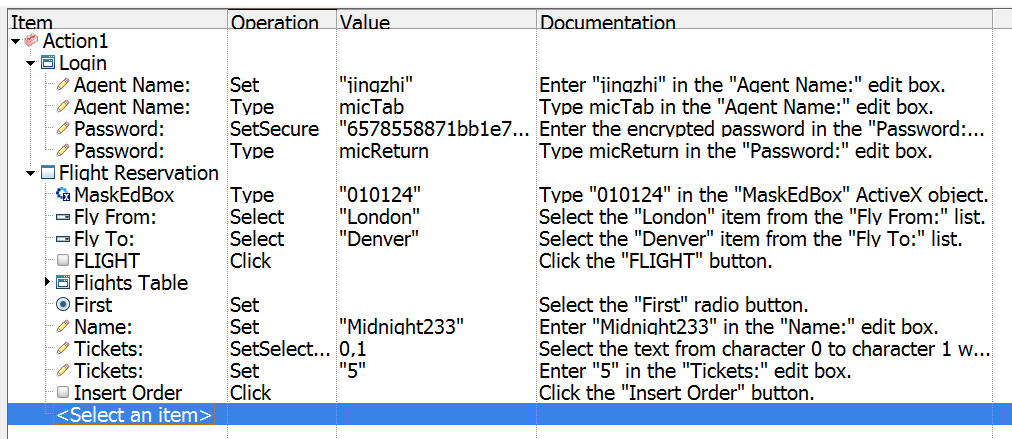 Item Operation Value Documentation
Action1
Login
Agent Name: Set "jingzhi" Enter "jingzhi" in the "Agent Name:" edit box.
Agent Name: Type micTab Type micTab in the "Agent Name:" edit box.
Password: SetSecure "6578558871bb1e7... Enter the encrypted password in the "Password:...
Password: Type micReturn Type micReturn in the "Password:" edit box.
Flight Reservation
MaskEdBox Type "010124" Type "010124" in the "MaskEdBox" ActiveX object.
Fly From: Select "London" Select the "London" item from the "Fly From:" list.
Fly To: Select "Denver" Select the "Denver" item from the "Fly To:" list.
FLIGHT Click Click the "FLIGHT" button.
Flights Table
First Set Select the "First" radio button.
Name: Set "Midnight233" Enter "Midnight233" in the "Name:" edit box.
Tickets: SetSelect... 0,1 Select the text from character 0 to character 1 w...
Tickets: Set "5" Enter "5" in the "Tickets:" edit box.
Insert Order Click Click the "Insert Order" button.
<Select an item>